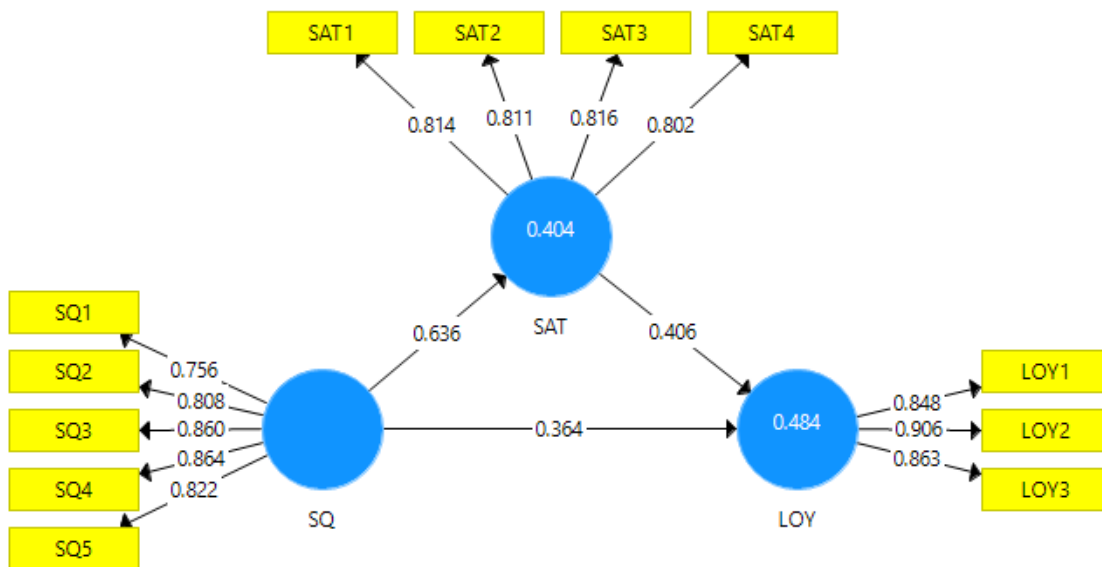 SAT1 SAT2 SAT3 SAT4
0.814 0.811 0.816 0.802
0.404
SAT
0.636 0.406
SQ1
SQ2
SQ3
SQ4
SQ5
0.756
0.808
0.860
0.864
0.822
SQ
0.364
0.484
LOY
0.848
0.906
0.863
LOY1
LOY2
LOY3